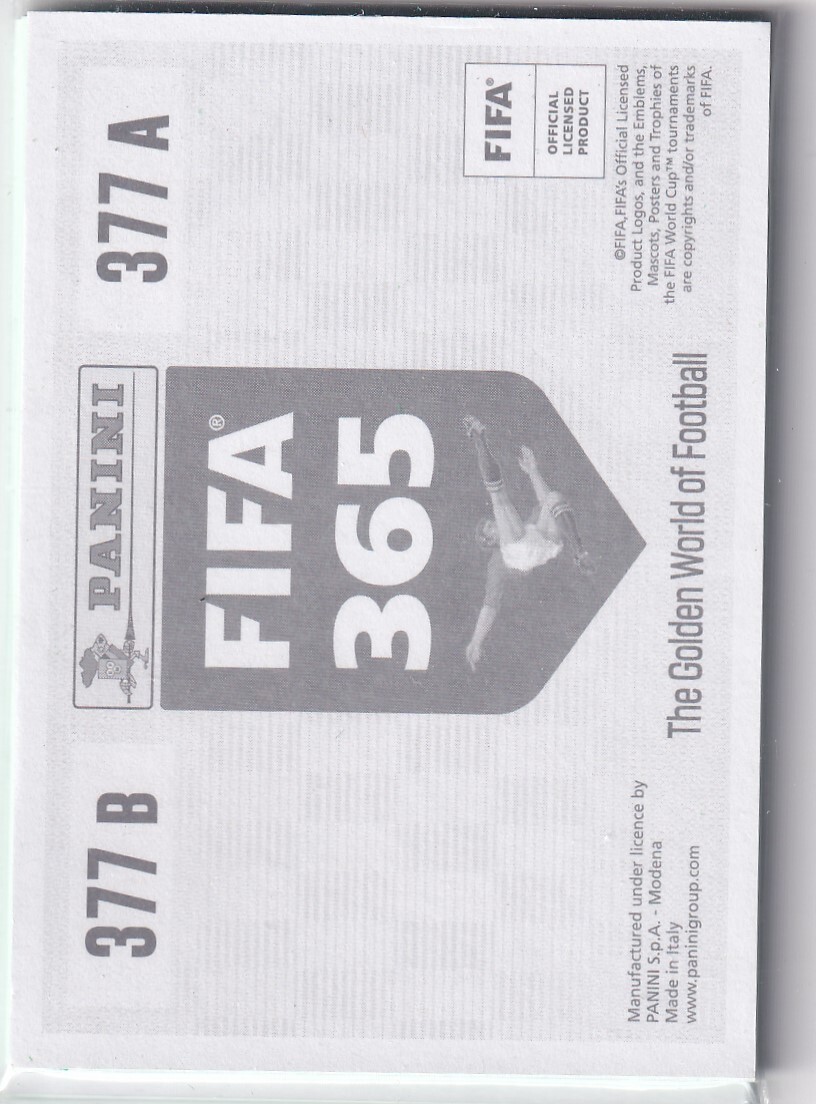 377 B
PANINI
377 A
FIFA®
365
The Golden World of Football
Manufactured under licence by
PANINI S.p.A. - Modena
Made in Italy
www.paninigroup.com
FIFA®
OFFICIAL
LICENSED
PRODUCT
©FIFA,FIFA's Official Licensed
Product Logos, and the Emblems,
Mascots, Posters and Trophies of
the FIFA World Cup™ tournaments
are copyrights and/or trademarks
of FIFA.